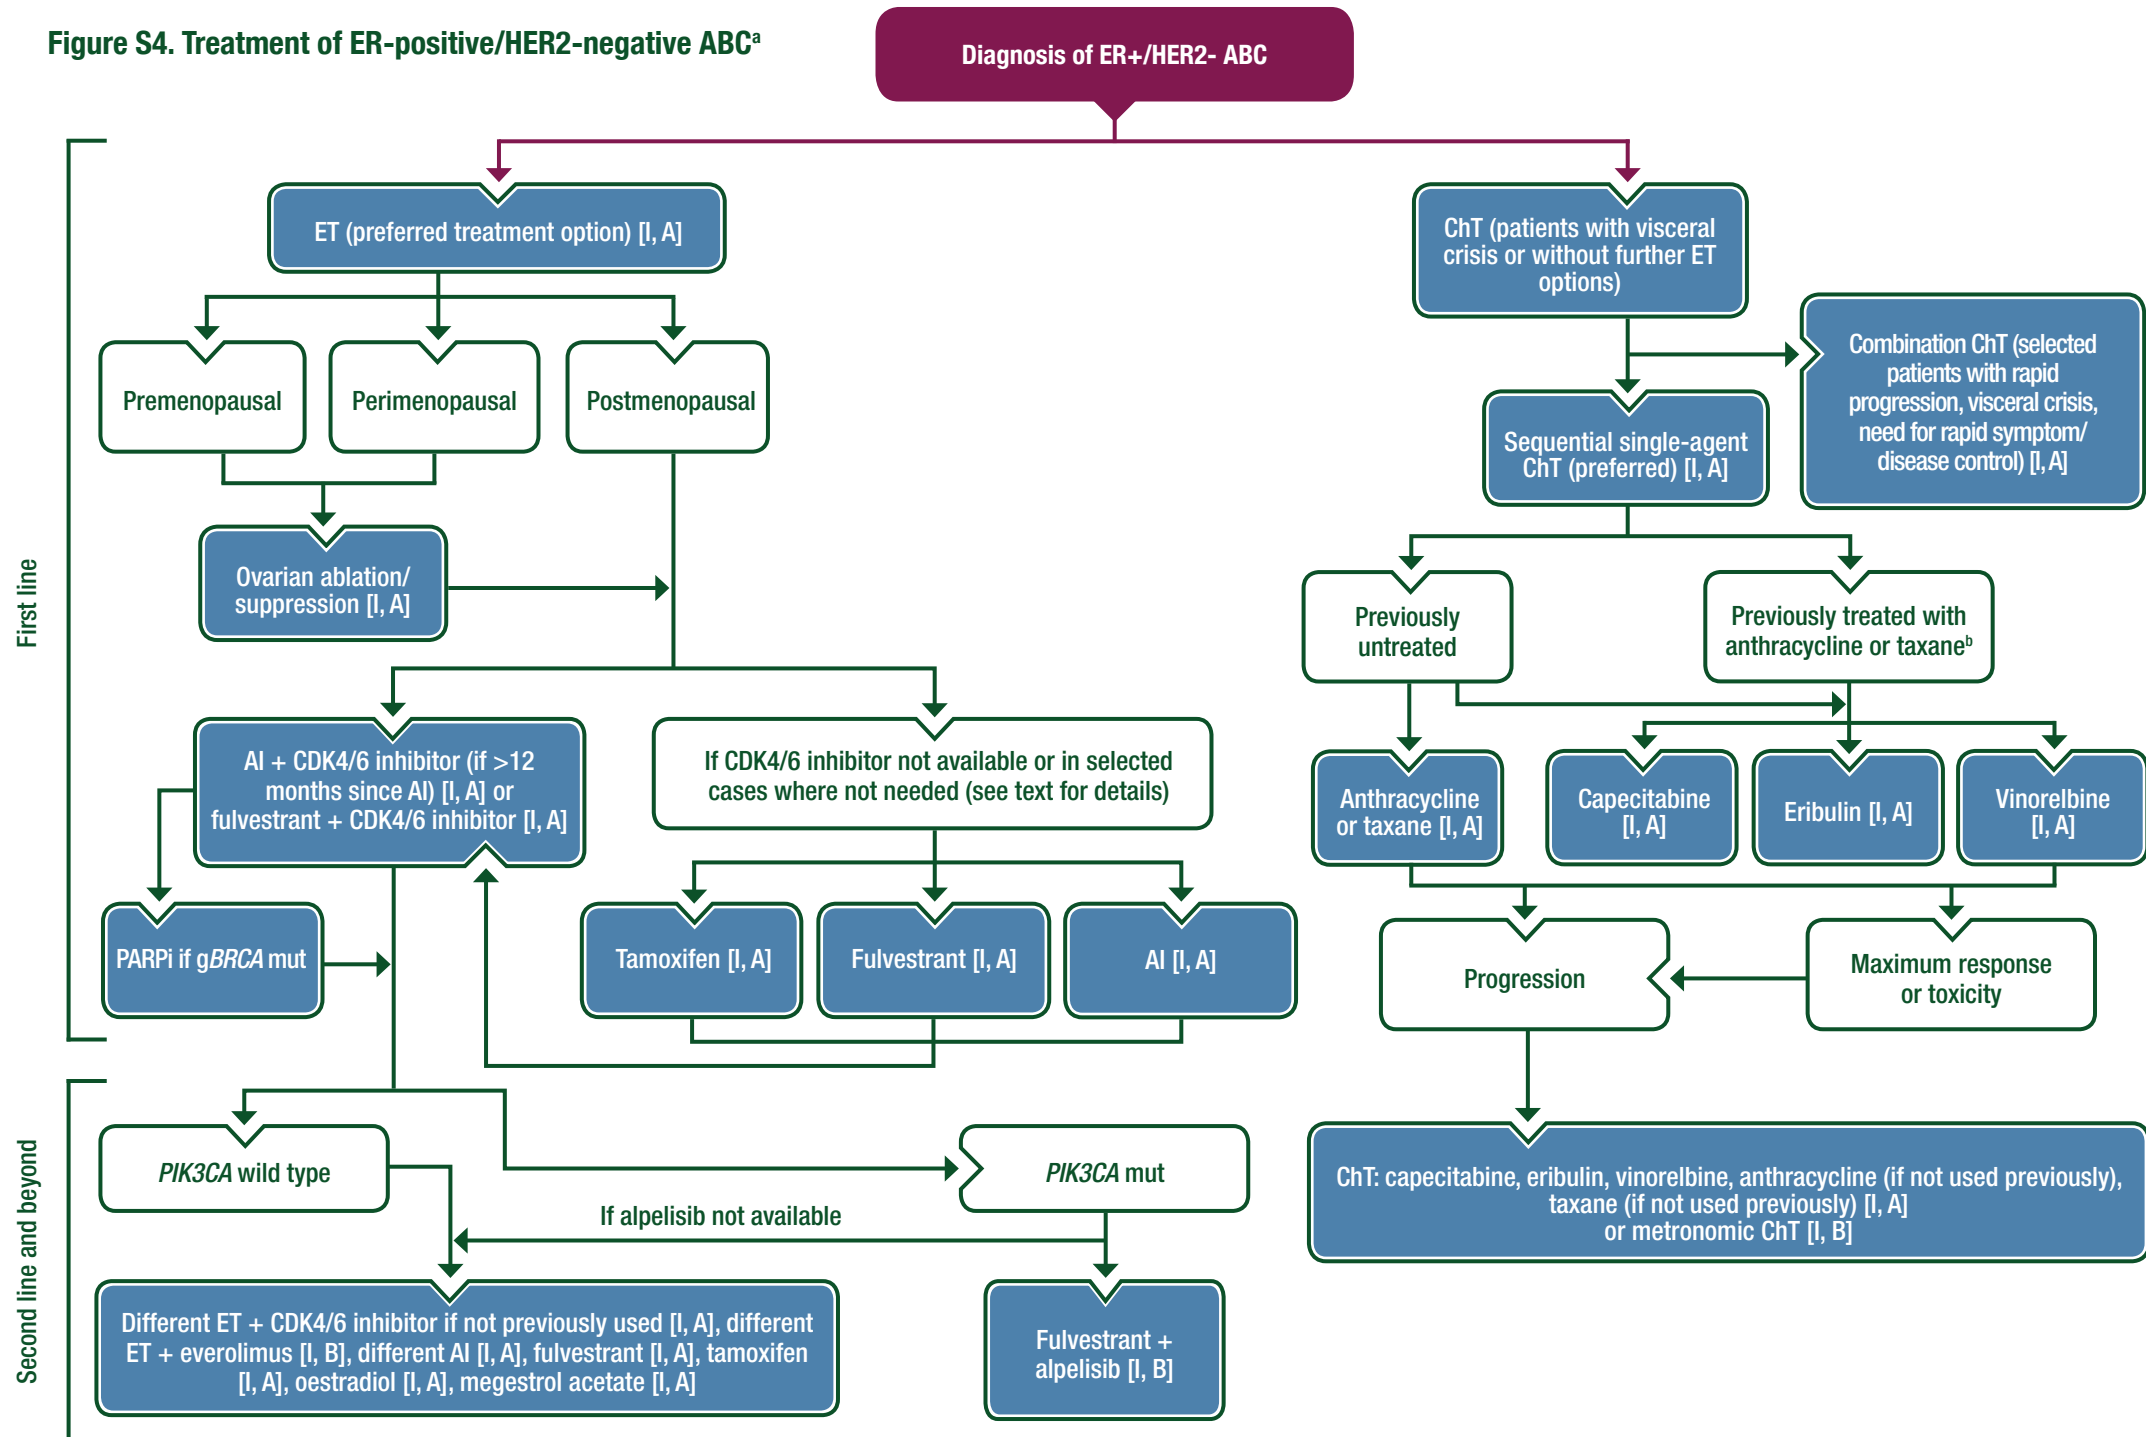 Figure S4. Treatment of ER-positive/HER2-negative ABCa
Diagnosis of ER+/HER2- ABC
First line
ET (preferred treatment option) [I, A]
Premenopausal
Perimenopausal
Postmenopausal
Ovarian ablation/
suppression [I, A]
AI + CDK4/6 inhibitor (if >12
months since AI) [I, A] or
fulvestrant + CDK4/6 inhibitor [I, A]
If CDK4/6 inhibitor not available or in selected
cases where not needed (see text for details)
PARPi if gBRCA mut
Tamoxifen [I, A]
Fulvestrant [I, A]
AI [I, A]
ChT (patients with visceral
crisis or without further ET
options)
Combination ChT (selected
patients with rapid
progression, visceral crisis,
need for rapid symptom/
disease control) [I, A]
Sequential single-agent
ChT (preferred) [I, A]
Previously
untreated
Previously treated with
anthracycline or taxaneb
Anthracycline
or taxane [I, A]
Capecitabine
[I, A]
Eribulin [I, A]
Vinorelbine
[I, A]
Progression
Maximum response
or toxicity
Second line and beyond
PIK3CA wild type
PIK3CA mut
If alpelisib not available
Different ET + CDK4/6 inhibitor if not previously used [I, A], different
ET + everolimus [I, B], different AI [I, A], fulvestrant [I, A], tamoxifen
[I, A], oestradiol [I, A], megestrol acetate [I, A]
Fulvestrant +
alpelisib [I, B]
ChT: capecitabine, eribulin, vinorelbine, anthracycline (if not used previously),
taxane (if not used previously) [I, A]
or metronomic ChT [I, B]